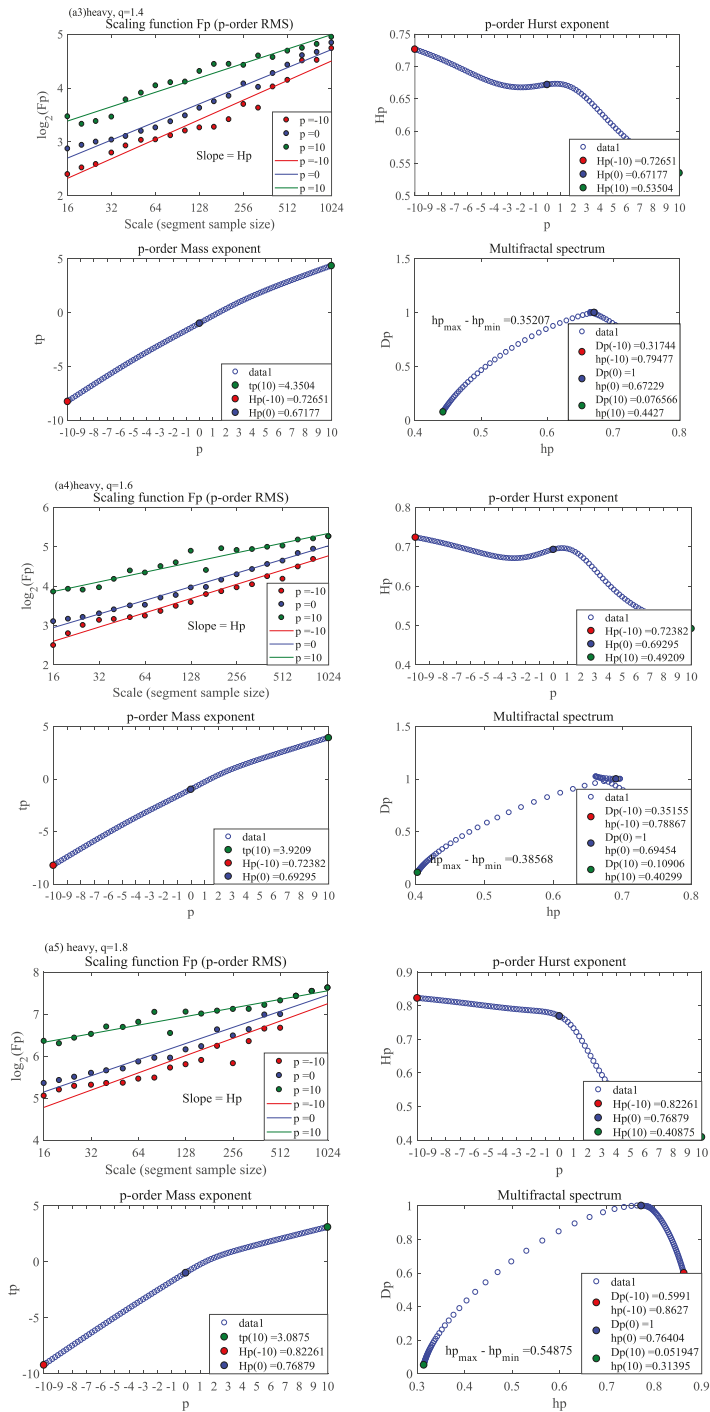 (a3)heavy, q=1.4
Scaling function Fp (p-order RMS)
log2(Fp)
5
4
3
2
16 32 64 128 256 512 1024
Scale (segment sample size)
Slope = Hp
p =-10
p =0
p =10
p =-10
p =0
p =10
p-order Hurst exponent
Hp
0.75
0.7
0.65
0.6
0.55
0.5
-10-9 -8 -7 -6 -5 -4 -3 -2 -1 0 1 2 3 4 5 6 7 8 9 10
p
data1
Hp(-10) =0.72651
Hp(0) =0.67177
Hp(10) =0.53504
p-order Mass exponent
tp
5
0
-5
-10
-10-9 -8 -7 -6 -5 -4 -3 -2 -1 0 1 2 3 4 5 6 7 8 9 10
p
data1
tp(10) =4.3504
Hp(-10) =0.72651
Hp(0) =0.67177
Multifractal spectrum
Dp
1.5
1
0.5
0
0.4 0.5 0.6 0.7 0.8
hp
hpmax - hpmin =0.35207
data1
Dp(-10) =0.31744
hp(-10) =0.79477
Dp(0) =1
hp(0) =0.67229
Dp(10) =0.076566
hp(10) =0.4427
(a4)heavy, q=1.6
Scaling function Fp (p-order RMS)
log2(Fp)
6
5
4
3
2
16 32 64 128 256 512 1024
Scale (segment sample size)
Slope = Hp
p =-10
p =0
p =10
p =-10
p =0
p =10
p-order Hurst exponent
Hp
0.8
0.7
0.6
0.5
0.4
-10-9 -8 -7 -6 -5 -4 -3 -2 -1 0 1 2 3 4 5 6 7 8 9 10
p
data1
Hp(-10) =0.72382
Hp(0) =0.69295
Hp(10) =0.49209
p-order Mass exponent
tp
5
0
-5
-10
-10-9 -8 -7 -6 -5 -4 -3 -2 -1 0 1 2 3 4 5 6 7 8 9 10
p
data1
tp(10) =3.9209
Hp(-10) =0.72382
Hp(0) =0.69295
Multifractal spectrum
Dp
1.5
1
0.5
0
0.4 0.5 0.6 0.7 0.8
hp
hpmax - hpmin =0.38568
data1
Dp(-10) =0.35155
hp(-10) =0.78867
Dp(0) =1
hp(0) =0.69454
Dp(10) =0.10906
hp(10) =0.40299
(a5) heavy, q=1.8
Scaling function Fp (p-order RMS)
log2(Fp)
8
7
6
5
4
16 32 64 128 256 512 1024
Scale (segment sample size)
Slope = Hp
p =-10
p =0
p =10
p =-10
p =0
p =10
p-order Hurst exponent
Hp
0.9
0.8
0.7
0.6
0.5
0.4
-10-9 -8 -7 -6 -5 -4 -3 -2 -1 0 1 2 3 4 5 6 7 8 9 10
p
data1
Hp(-10) =0.82261
Hp(0) =0.76879
Hp(10) =0.40875
p-order Mass exponent
tp
5
0
-5
-10
-10-9 -8 -7 -6 -5 -4 -3 -2 -1 0 1 2 3 4 5 6 7 8 9 10
p
data1
tp(10) =3.0875
Hp(-10) =0.82261
Hp(0) =0.76879
Multifractal spectrum
Dp
1
0.8
0.6
0.4
0.2
0
0.3 0.4 0.5 0.6 0.7 0.8 0.9
hp
hpmax - hpmin =0.54875
data1
Dp(-10) =0.5991
hp(-10) =0.8627
Dp(0) =1
hp(0) =0.76404
Dp(10) =0.051947
hp(10) =0.31395